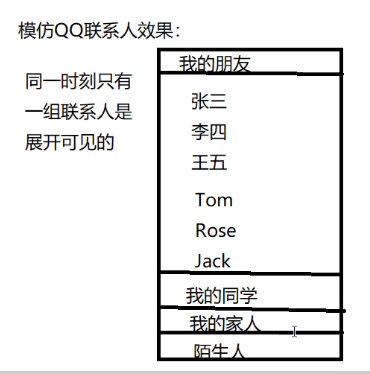 模仿QQ联系人效果：
同一时刻只有
一组联系人是
展开可见的
我的朋友
张三
李四
王五
Tom
Rose
Jack
我的同学
我的家人
陌生人